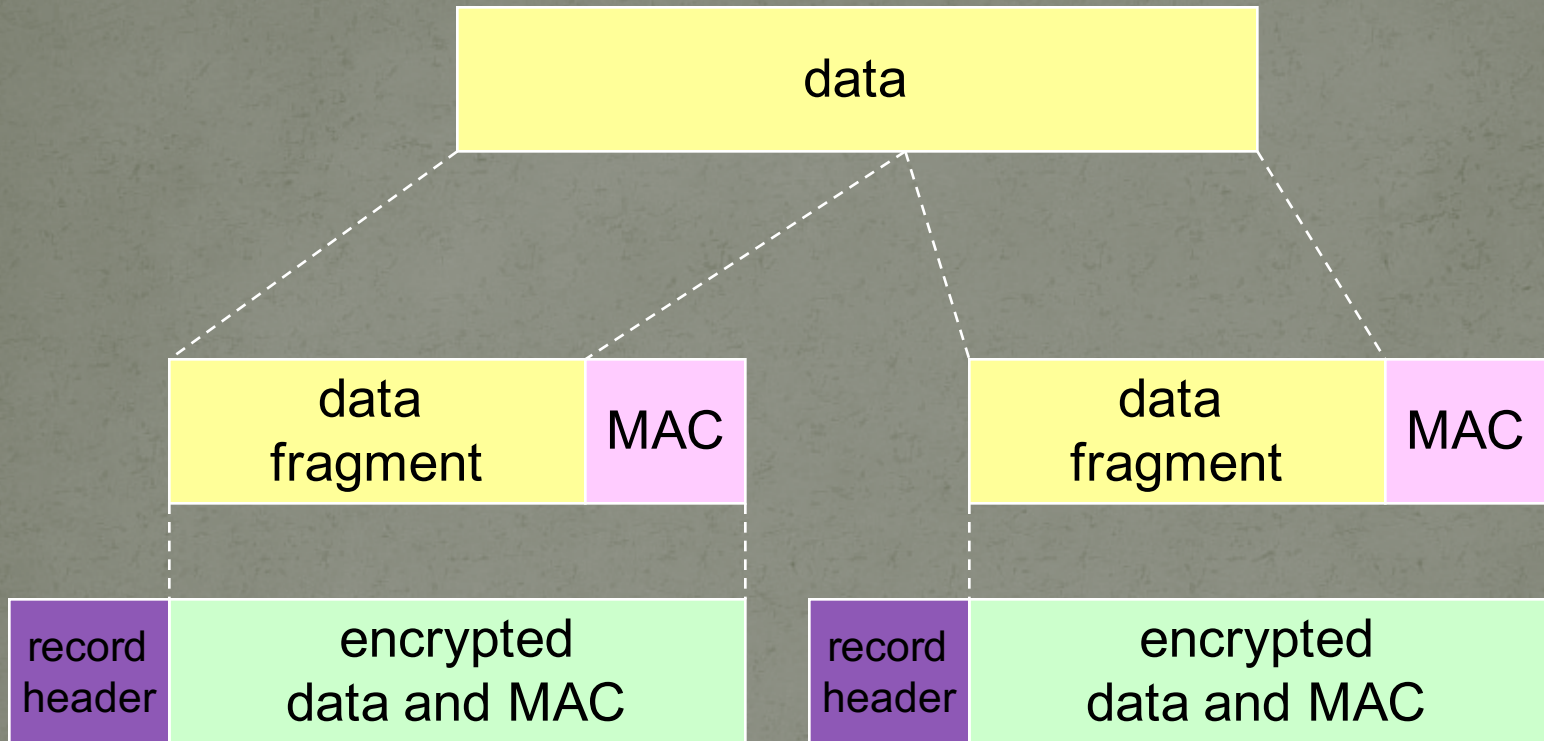 data
data
fragment
MAC
data
fragment
MAC
record
header
encrypted
data and MAC
record
header
encrypted
data and MAC